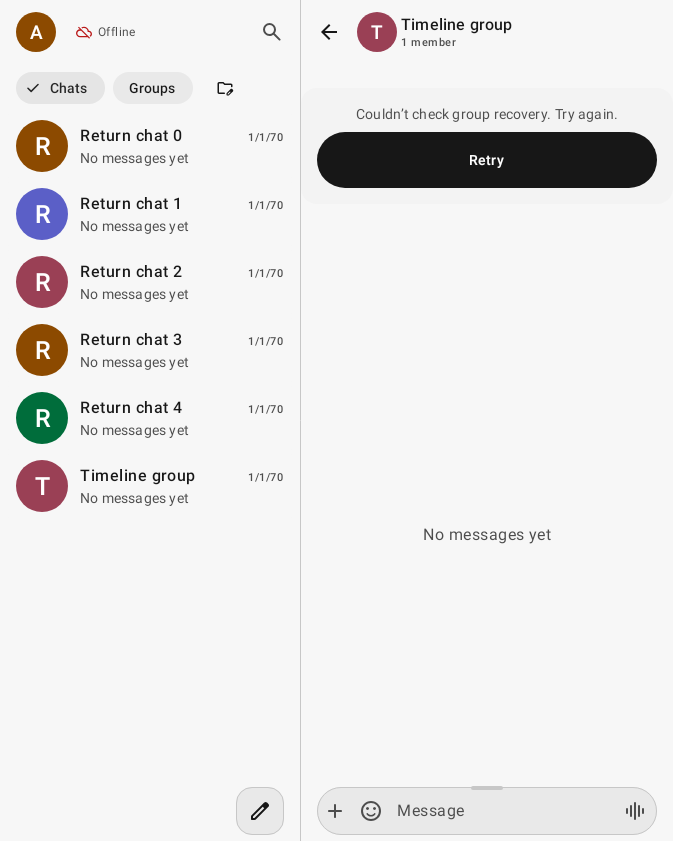 A
Offline
Chats
Groups
R
Return chat 0
1/1/70
No messages yet
R
Return chat 1
1/1/70
No messages yet
R
Return chat 2
1/1/70
No messages yet
R
Return chat 3
1/1/70
No messages yet
R
Return chat 4
1/1/70
No messages yet
T
Timeline group
1/1/70
No messages yet
T
Timeline group
1 member
Couldn't check group recovery. Try again.
Retry
No messages yet
Message